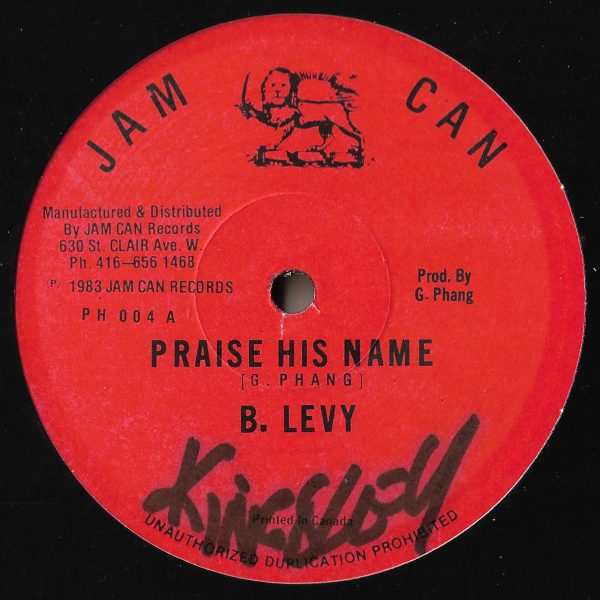 JAM CAN
Manufactured & Distributed
By JAM CAN Records
630 St. CLAIR Ave. W.
Ph. 416-656 1468
℗ 1983 JAM CAN RECORDS
PH 004 A
Prod. By
G. Phang
PRAISE HIS NAME
[G. PHANG]
B. LEVY
Printed in Canada
UNAUTHORIZED DUPLICATION PROHIBITED